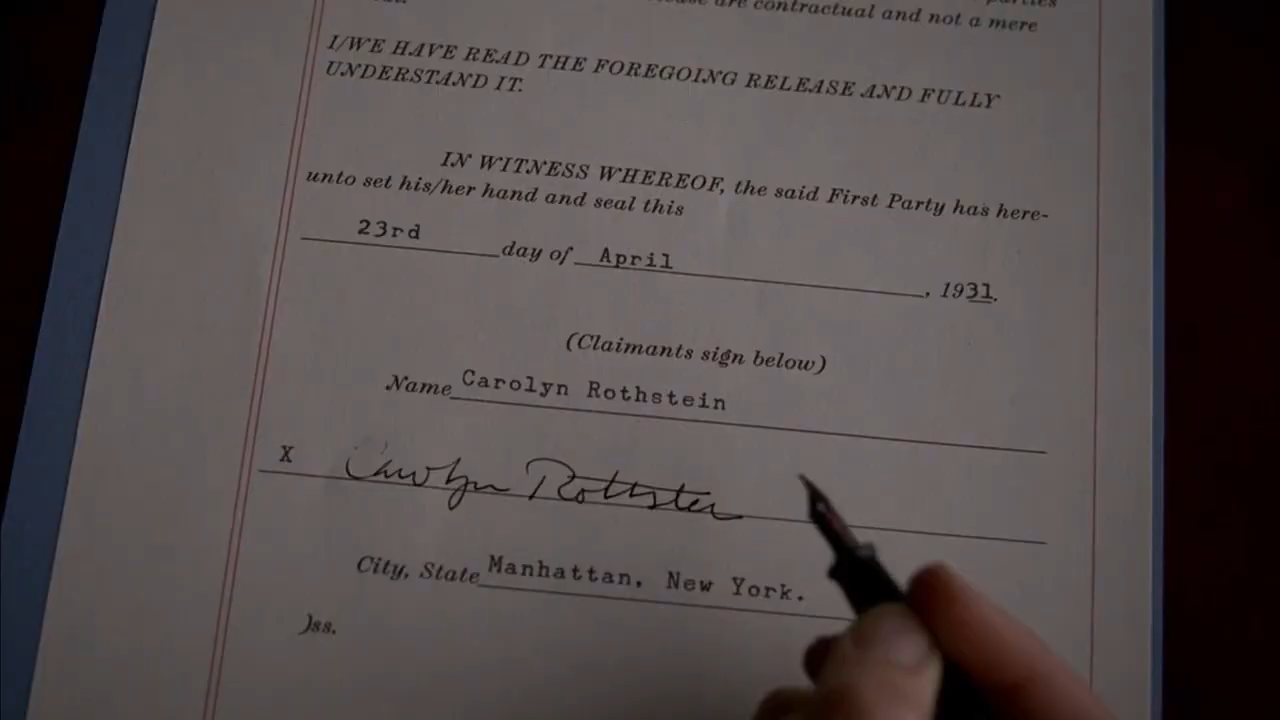 are contractual and not a mere
I/WE HAVE READ THE FOREGOING RELEASE AND FULLY
UNDERSTAND IT.
IN WITNESS WHEREOF, the said First Party has here-
unto set his/her hand and seal this
23rd day of April, 1931.
(Claimants sign below)
Name Carolyn Rothstein
X Carolyn Rothstein
City, State Manhattan, New York.
)ss.